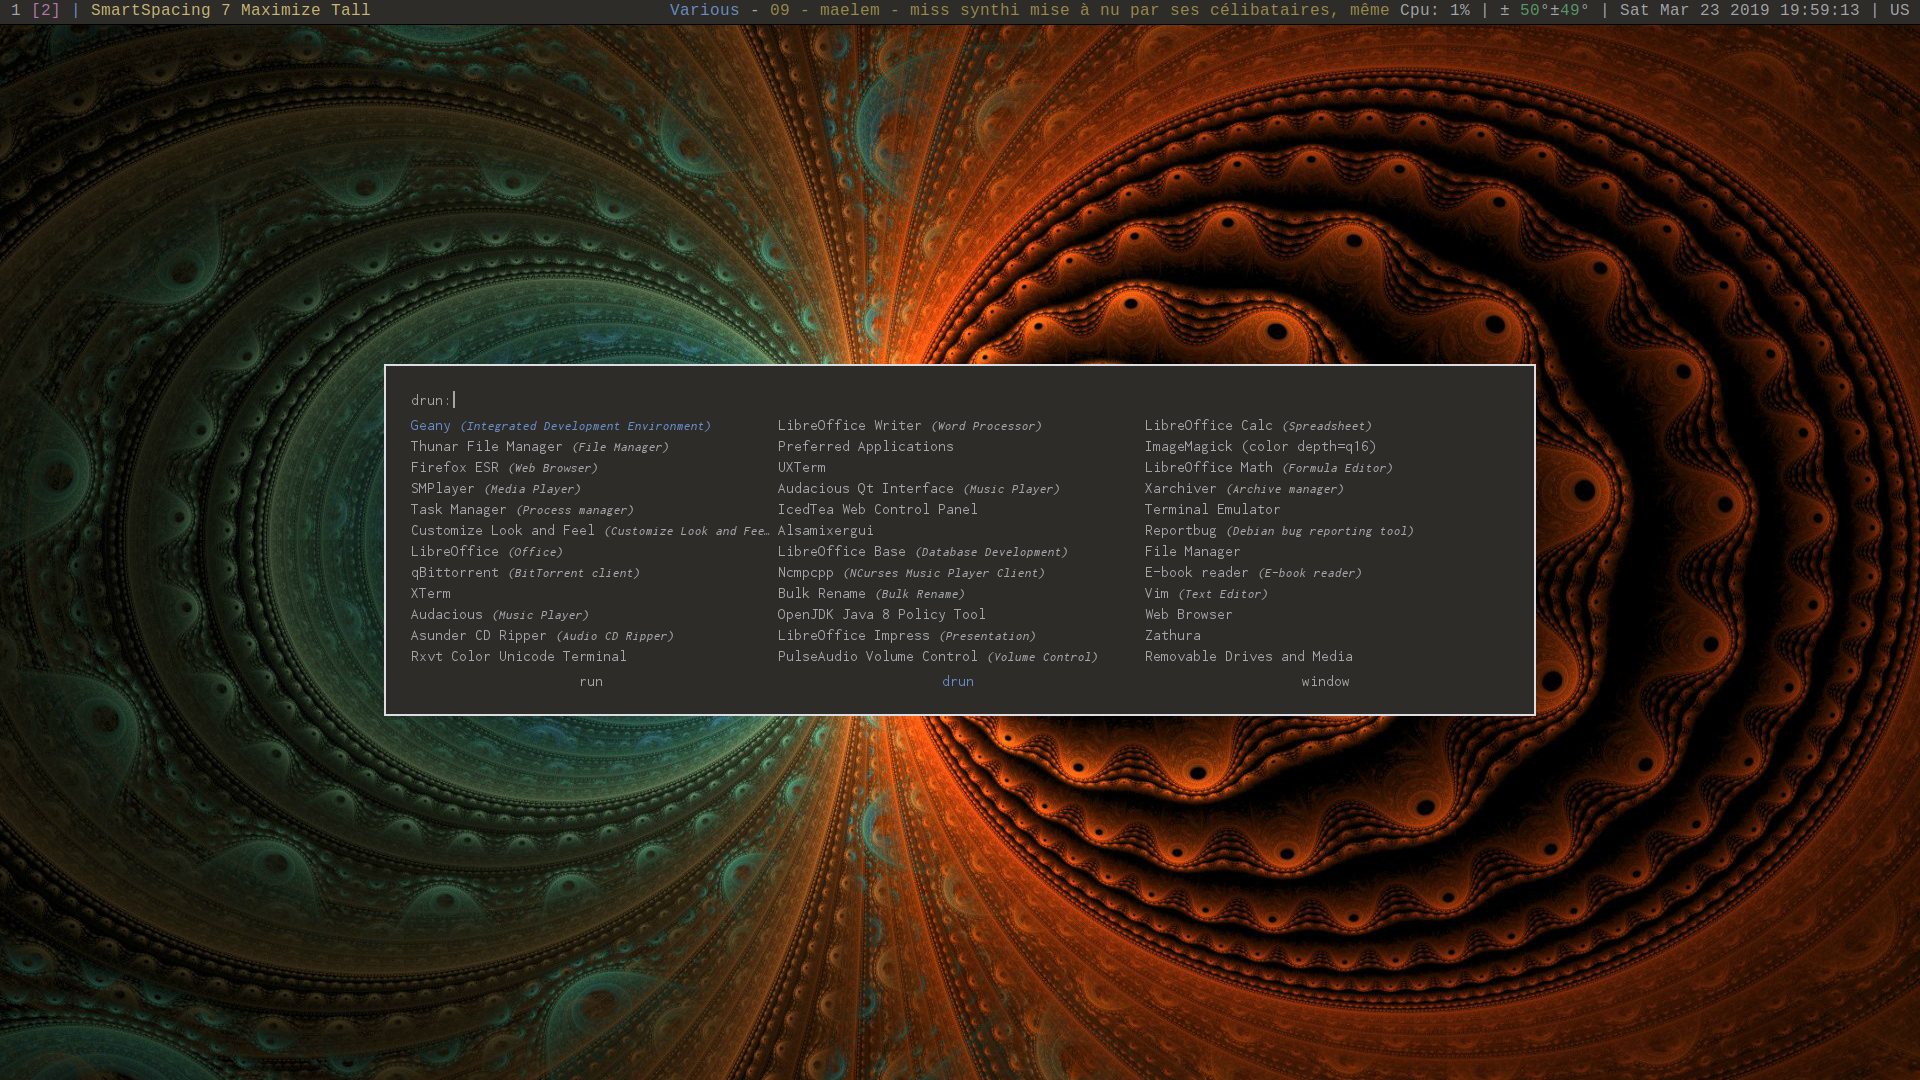 1 [2] | SmartSpacing 7 Maximize Tall Various - 09 - maelem - miss synthi mise à nu par ses célibataires, même Cpu: 1% | ± 50°±49° | Sat Mar 23 2019 19:59:13 | US
drun:
Geany (Integrated Development Environment) LibreOffice Writer (Word Processor) LibreOffice Calc (Spreadsheet)
Thunar File Manager (File Manager) Preferred Applications ImageMagick (color depth=q16)
Firefox ESR (Web Browser) UXTerm LibreOffice Math (Formula Editor)
SMPlayer (Media Player) Audacious Qt Interface (Music Player) Xarchiver (Archive manager)
Task Manager (Process manager) IcedTea Web Control Panel Terminal Emulator
Customize Look and Feel (Customize Look and Fee… Alsamixergui Reportbug (Debian bug reporting tool)
LibreOffice (Office) LibreOffice Base (Database Development) File Manager
qBittorrent (BitTorrent client) Ncmpcpp (NCurses Music Player Client) E-book reader (E-book reader)
XTerm Bulk Rename (Bulk Rename) Vim (Text Editor)
Audacious (Music Player) OpenJDK Java 8 Policy Tool Web Browser
Asunder CD Ripper (Audio CD Ripper) LibreOffice Impress (Presentation) Zathura
Rxvt Color Unicode Terminal PulseAudio Volume Control (Volume Control) Removable Drives and Media
run drun window